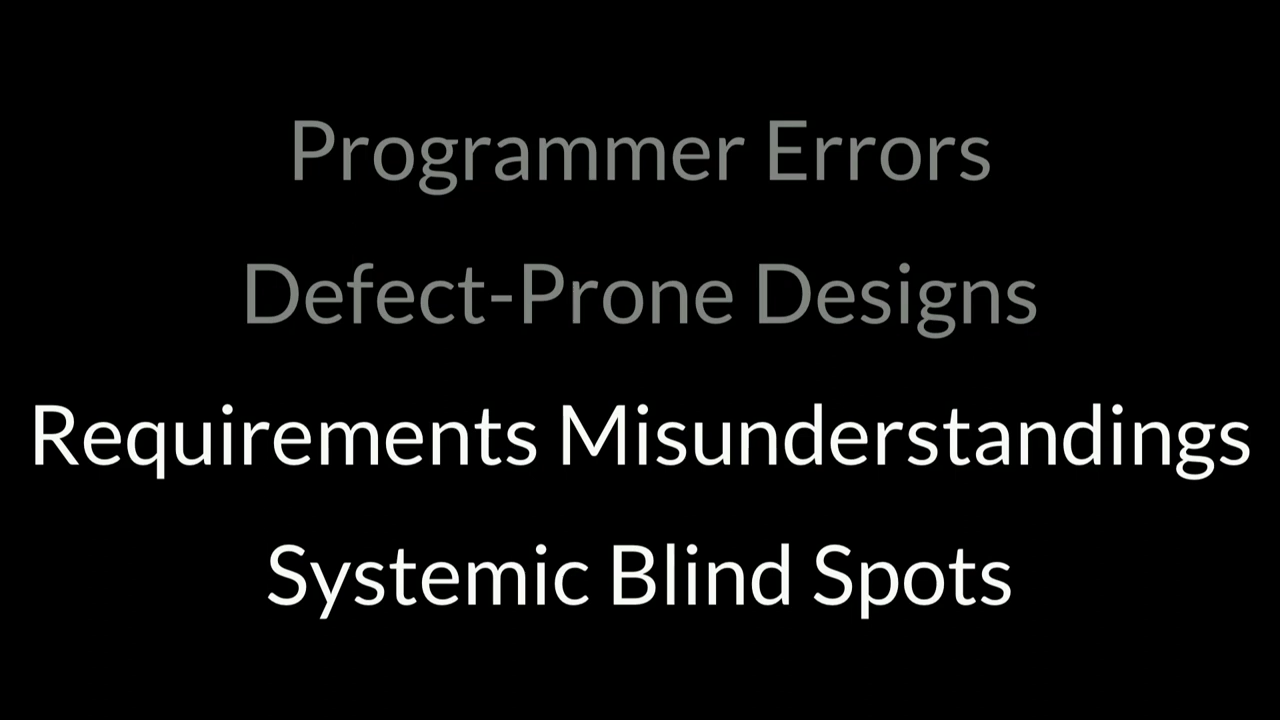 Programmer Errors
Defect-Prone Designs
Requirements Misunderstandings
Systemic Blind Spots